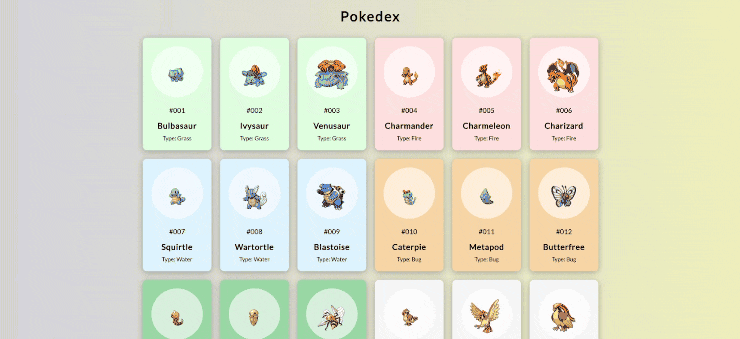 Pokedex
#001
Bulbasaur
Type: Grass
#002
Ivysaur
Type: Grass
#003
Venusaur
Type: Grass
#004
Charmander
Type: Fire
#005
Charmeleon
Type: Fire
#006
Charizard
Type: Fire
#007
Squirtle
Type: Water
#008
Wartortle
Type: Water
#009
Blastoise
Type: Water
#010
Caterpie
Type: Bug
#011
Metapod
Type: Bug
#012
Butterfree
Type: Bug